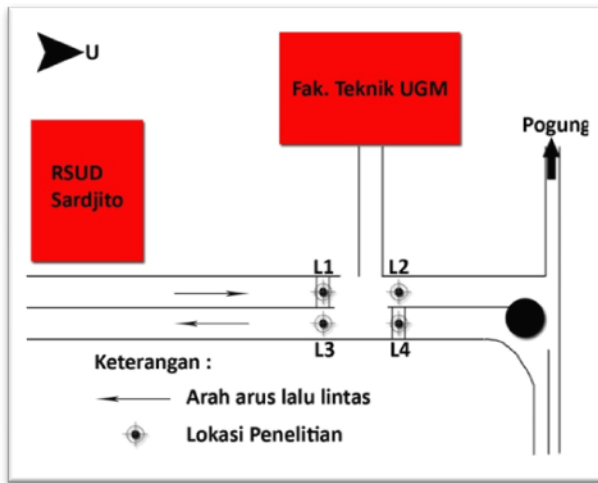 U
Fak. Teknik UGM
Pogung
RSUD
Sardjito
L1
L2
L3
L4
Keterangan :
Arah arus lalu lintas
Lokasi Penelitian